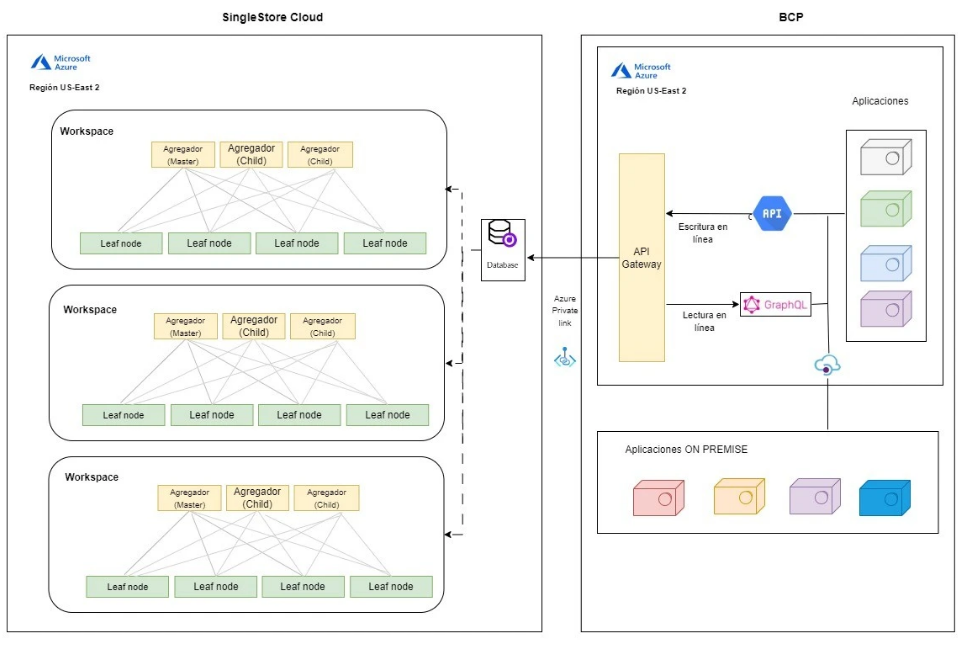 SingleStore Cloud
BCP
Microsoft
Azure
Región US-East 2
Workspace
Agregador
(Master)
Agregador
(Child)
Agregador
(Child)
Leaf node
Leaf node
Leaf node
Leaf node
Workspace
Agregador
(Master)
Agregador
(Child)
Agregador
(Child)
Leaf node
Leaf node
Leaf node
Leaf node
Workspace
Agregador
(Master)
Agregador
(Child)
Agregador
(Child)
Leaf node
Leaf node
Leaf node
Leaf node
Database
Azure
Private
link
Microsoft
Azure
Región US-East 2
Aplicaciones
API
Gateway
API
Escritura en
línea
GraphQL
Lectura en
línea
Aplicaciones ON PREMISE